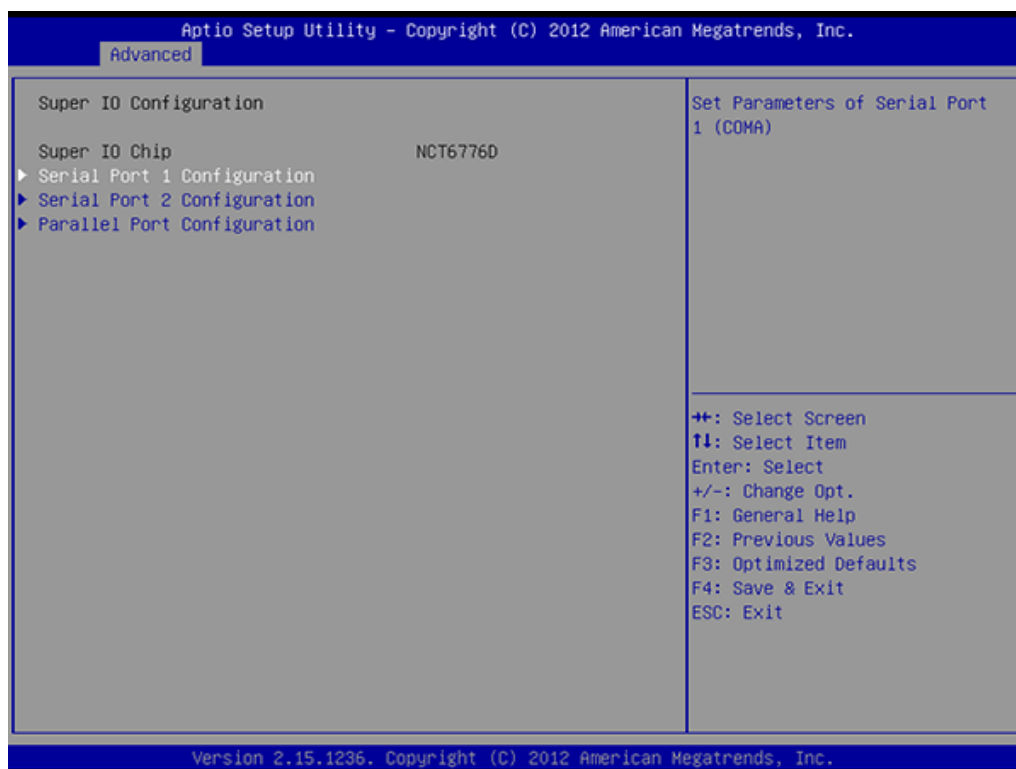 Aptio Setup Utility – Copyright (C) 2012 American Megatrends, Inc.
Advanced
Super IO Configuration
Super IO Chip NCT6776D
▶ Serial Port 1 Configuration
▶ Serial Port 2 Configuration
▶ Parallel Port Configuration
Set Parameters of Serial Port
1 (COMA)
→←: Select Screen
↑↓: Select Item
Enter: Select
+/-: Change Opt.
F1: General Help
F2: Previous Values
F3: Optimized Defaults
F4: Save & Exit
ESC: Exit
Version 2.15.1236. Copyright (C) 2012 American Megatrends, Inc.